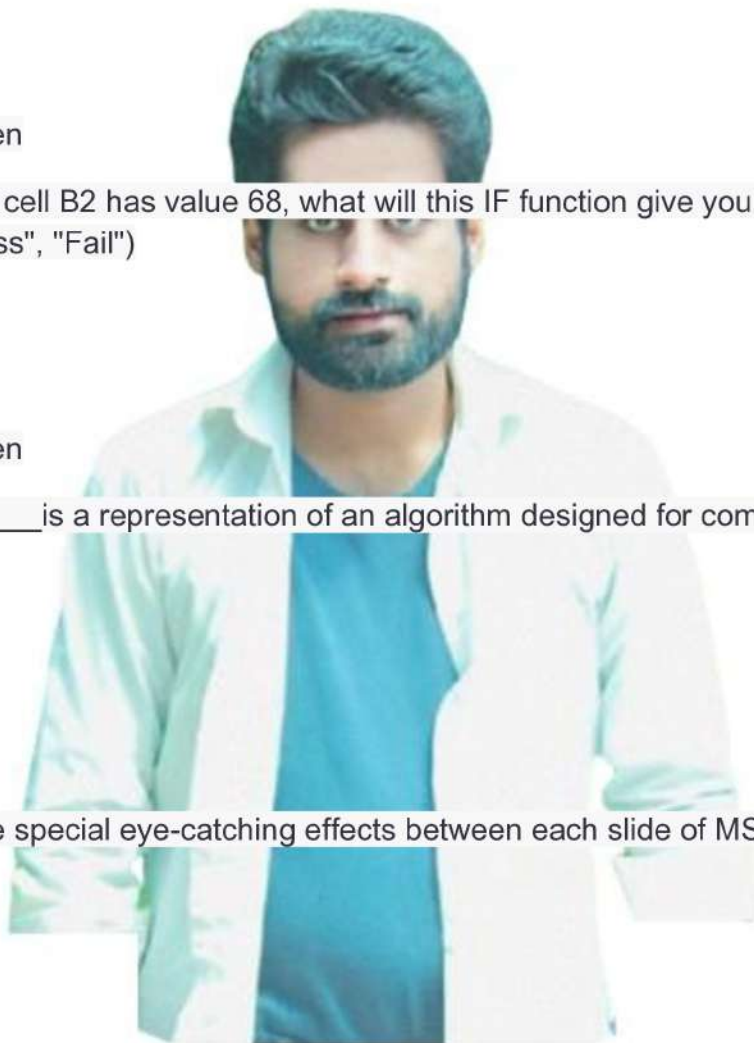 en
cell B2 has value 68, what will this IF function give you
ss", "Fail")
en
___is a representation of an algorithm designed for com
e special eye-catching effects between each slide of MS